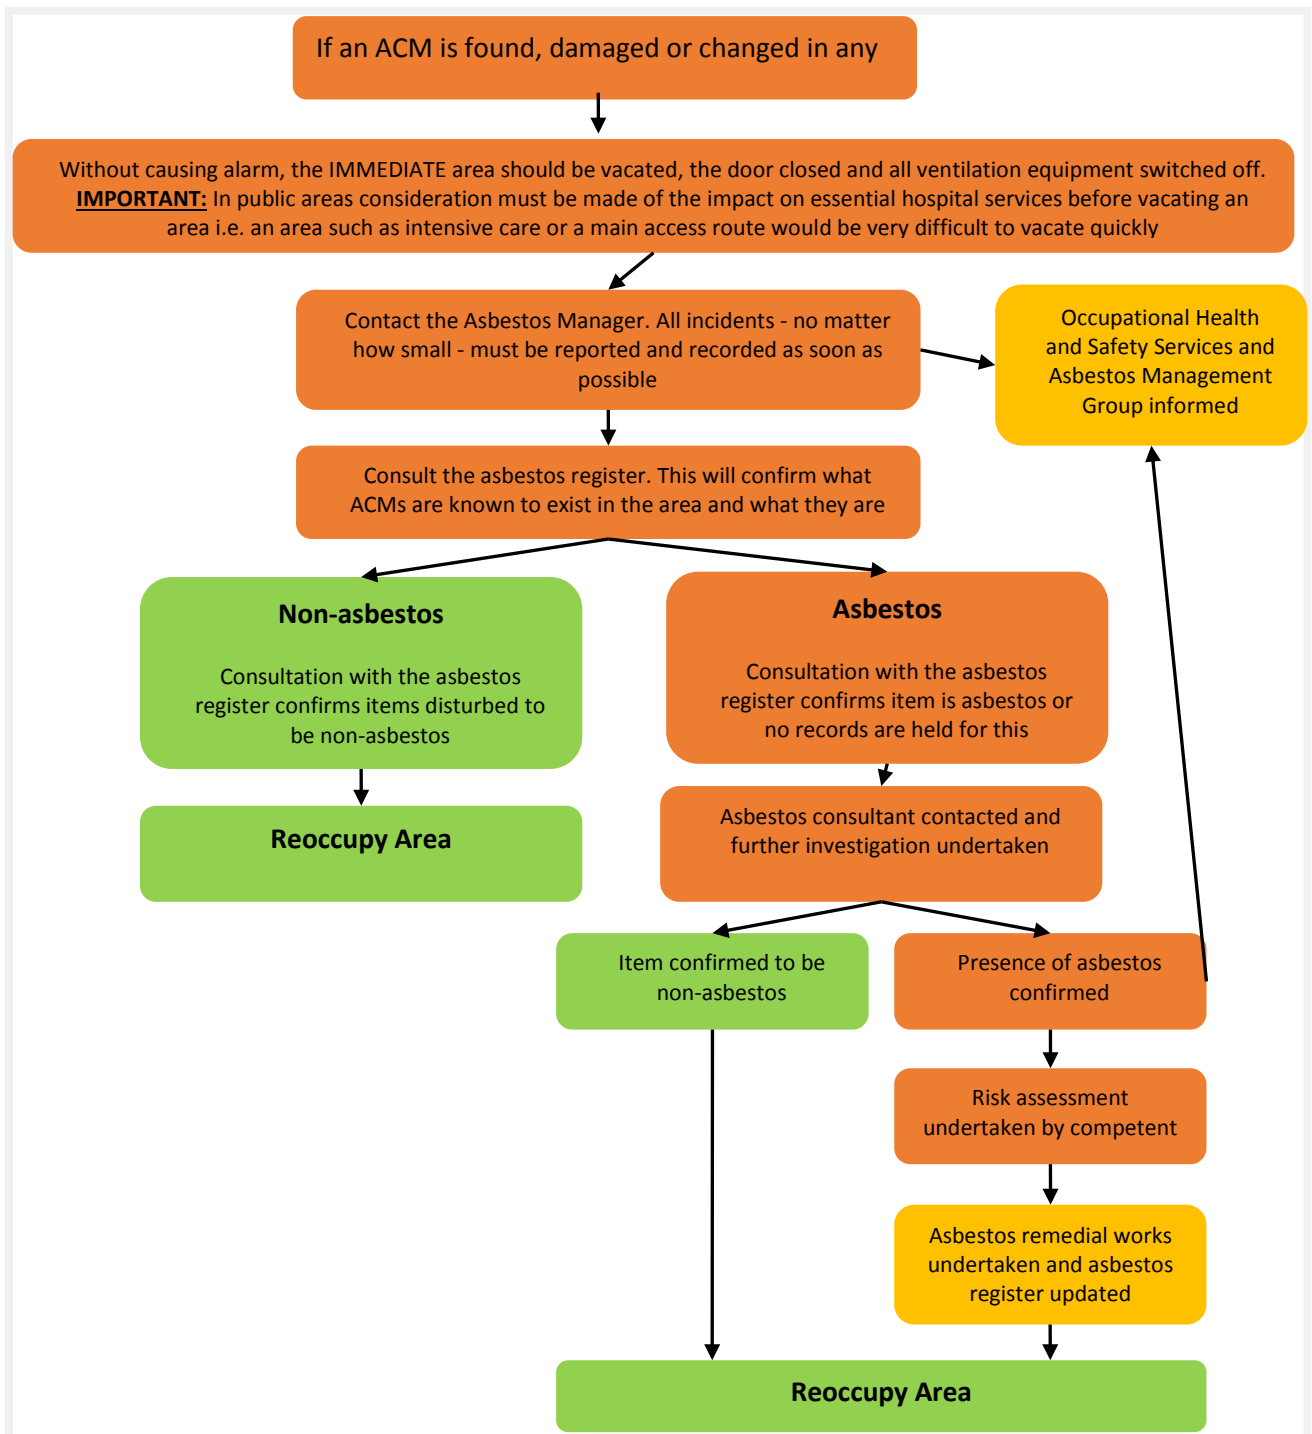 If an ACM is found, damaged or changed in any
Without causing alarm, the IMMEDIATE area should be vacated, the door closed and all ventilation equipment switched off.
IMPORTANT: In public areas consideration must be made of the impact on essential hospital services before vacating an
area i.e. an area such as intensive care or a main access route would be very difficult to vacate quickly
Contact the Asbestos Manager. All incidents - no matter
how small - must be reported and recorded as soon as
possible
Occupational Health
and Safety Services and
Asbestos Management
Group informed
Consult the asbestos register. This will confirm what
ACMs are known to exist in the area and what they are
Non-asbestos
Consultation with the asbestos
register confirms items disturbed to
be non-asbestos
Asbestos
Consultation with the asbestos
register confirms item is asbestos or
no records are held for this
Reoccupy Area
Asbestos consultant contacted and
further investigation undertaken
Item confirmed to be
non-asbestos
Presence of asbestos
confirmed
Risk assessment
undertaken by competent
Asbestos remedial works
undertaken and asbestos
register updated
Reoccupy Area